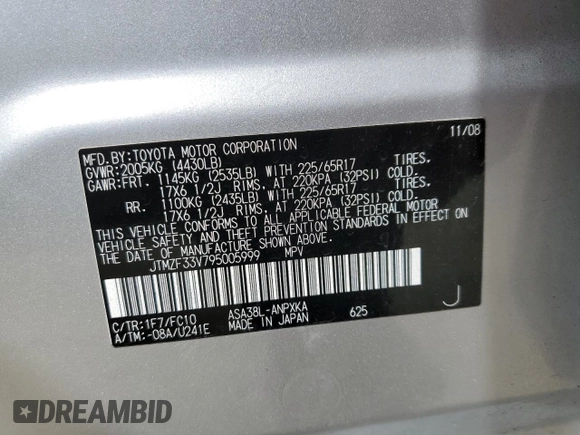 11/08
MFD.BY:TOYOTA MOTOR CORPORATION
GVWR:2005KG (4430LB)
GAWR:FRT. 1145KG (2535LB) WITH 225/65R17 TIRES.
17X6 1/2J RIMS. AT 220KPA (32PSI) COLD.
RR. 1100KG (2435LB) WITH 225/65R17 TIRES.
17X6 1/2J RIMS. AT 220KPA (32PSI) COLD.
THIS VEHICLE CONFORMS TO ALL APPLICABLE FEDERAL MOTOR
VEHICLE SAFETY AND THEFT PREVENTION STANDARDS IN EFFECT ON
THE DATE OF MANUFACTURE SHOWN ABOVE.
JTMZF33V795005999 MPV
C/TR:1F7/FC10 ASA38L-ANPXKA 625 J
A/TM:-08A/U241E MADE IN JAPAN
DREAMBID